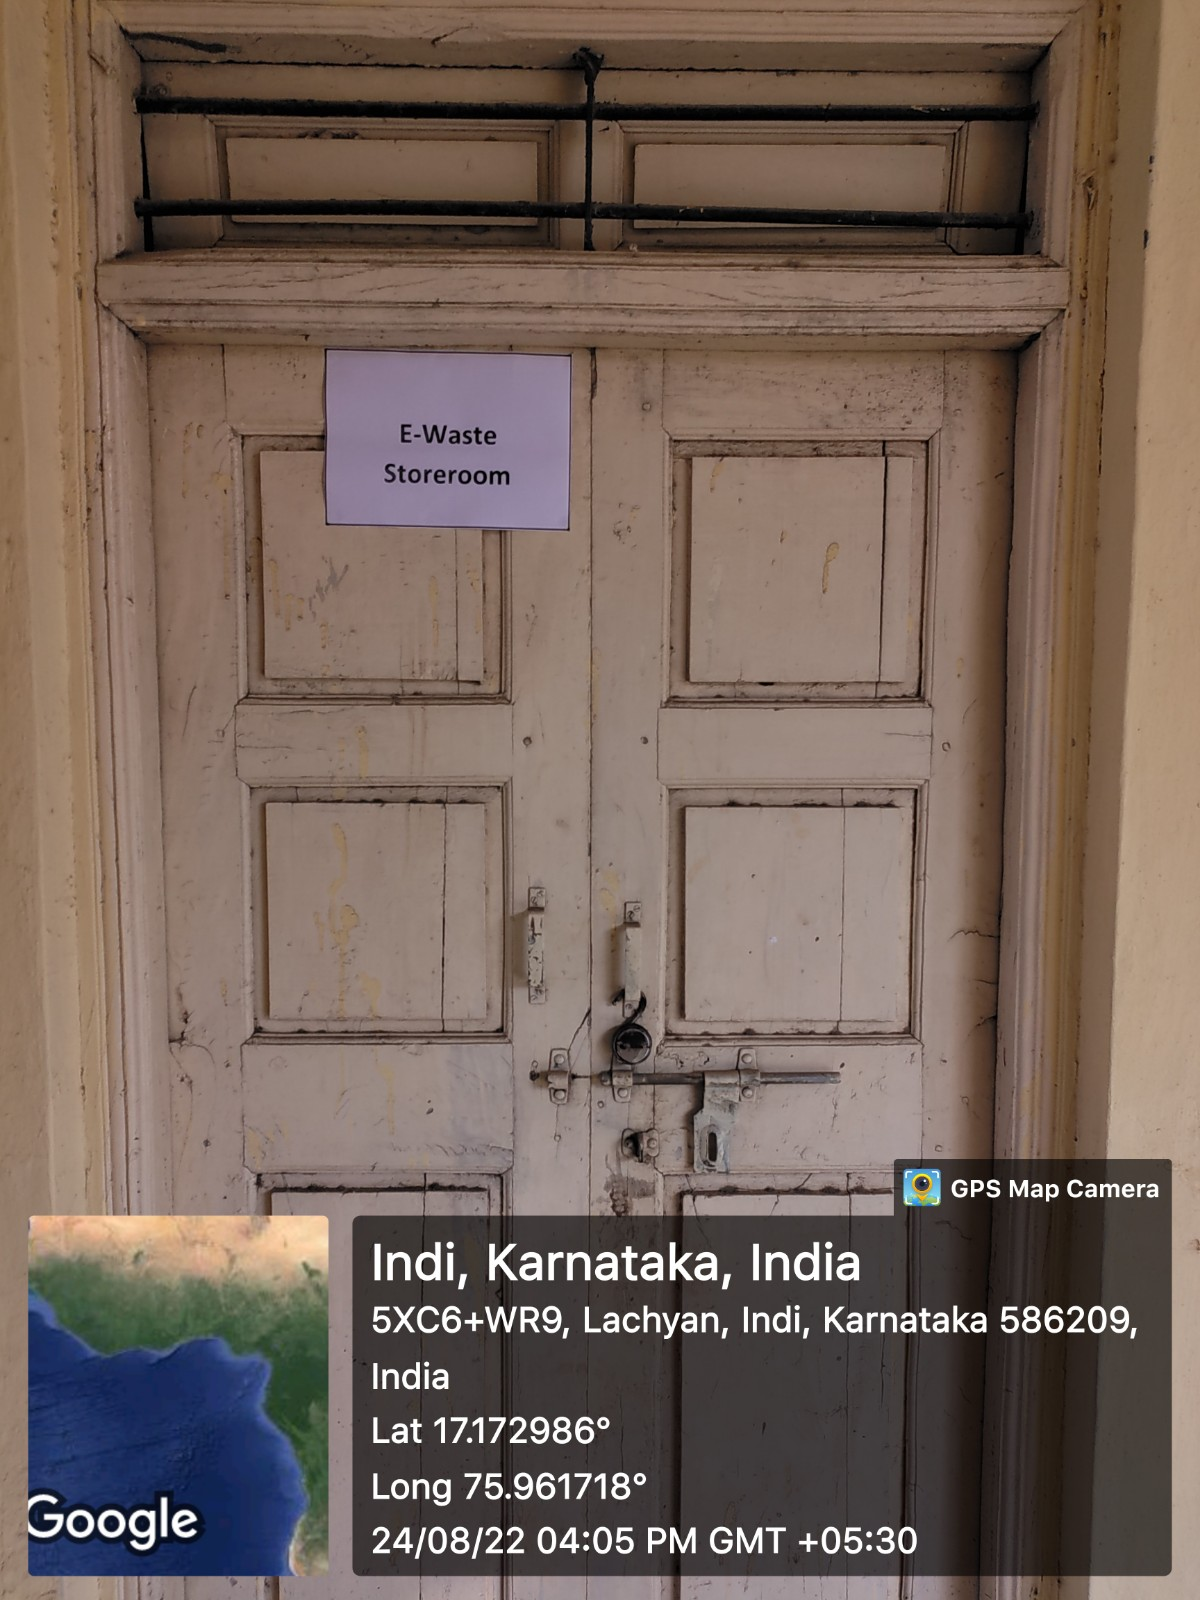 E-Waste
Storeroom
GPS Map Camera
Indi, Karnataka, India
5XC6+WR9, Lachyan, Indi, Karnataka 586209,
India
Lat 17.172986°
Long 75.961718°
24/08/22 04:05 PM GMT +05:30
Google